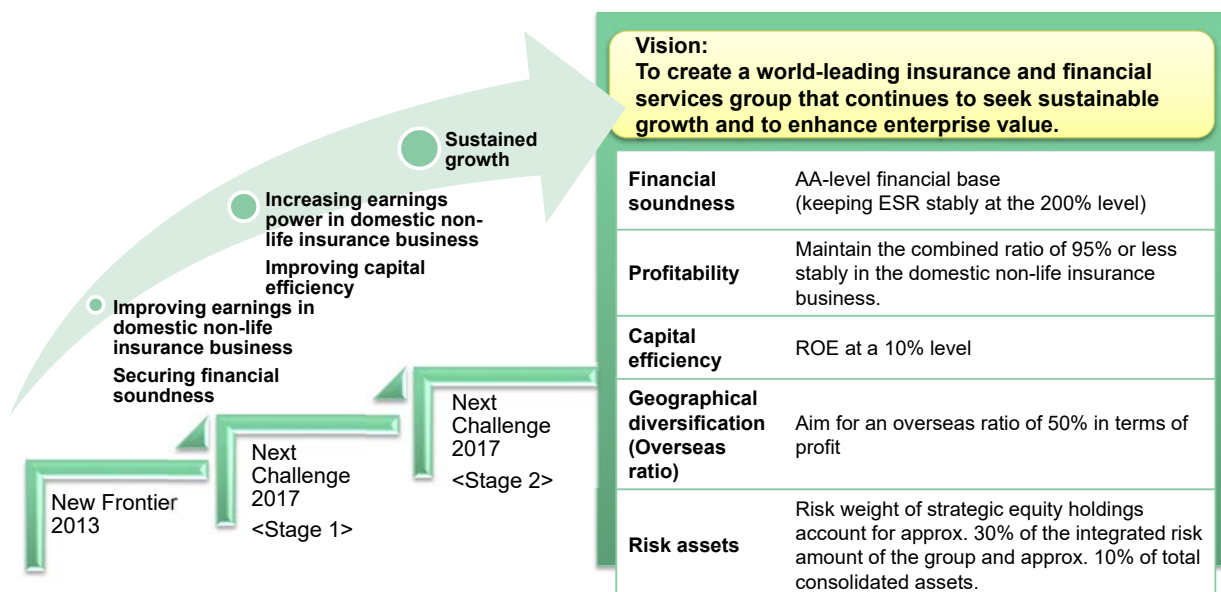 Vision:
To create a world-leading insurance and financial
services group that continues to seek sustainable
growth and to enhance enterprise value.
Sustained
growth
Increasing earnings
power in domestic non-
life insurance business
Improving capital
efficiency
Improving earnings in
domestic non-life
insurance business
Securing financial
soundness
New Frontier
2013
Next
Challenge
2017
<Stage 1>
Next
Challenge
2017
<Stage 2>
Financial
soundness
AA-level financial base
(keeping ESR stably at the 200% level)
Profitability
Maintain the combined ratio of 95% or less
stably in the domestic non-life insurance
business.
Capital
efficiency
ROE at a 10% level
Geographical
diversification
(Overseas
ratio)
Aim for an overseas ratio of 50% in terms of
profit
Risk assets
Risk weight of strategic equity holdings
account for approx. 30% of the integrated risk
amount of the group and approx. 10% of total
consolidated assets.